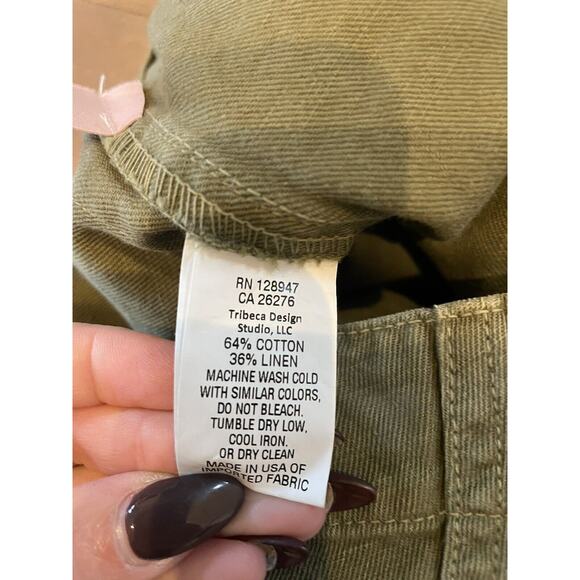 RN 128947
CA 26276
Tribeca Design
Studio, LLC
64% COTTON
36% LINEN
MACHINE WASH COLD
WITH SIMILAR COLORS,
DO NOT BLEACH.
TUMBLE DRY LOW,
COOL IRON.
OR DRY CLEAN
MADE IN USA OF
IMPORTED FABRIC